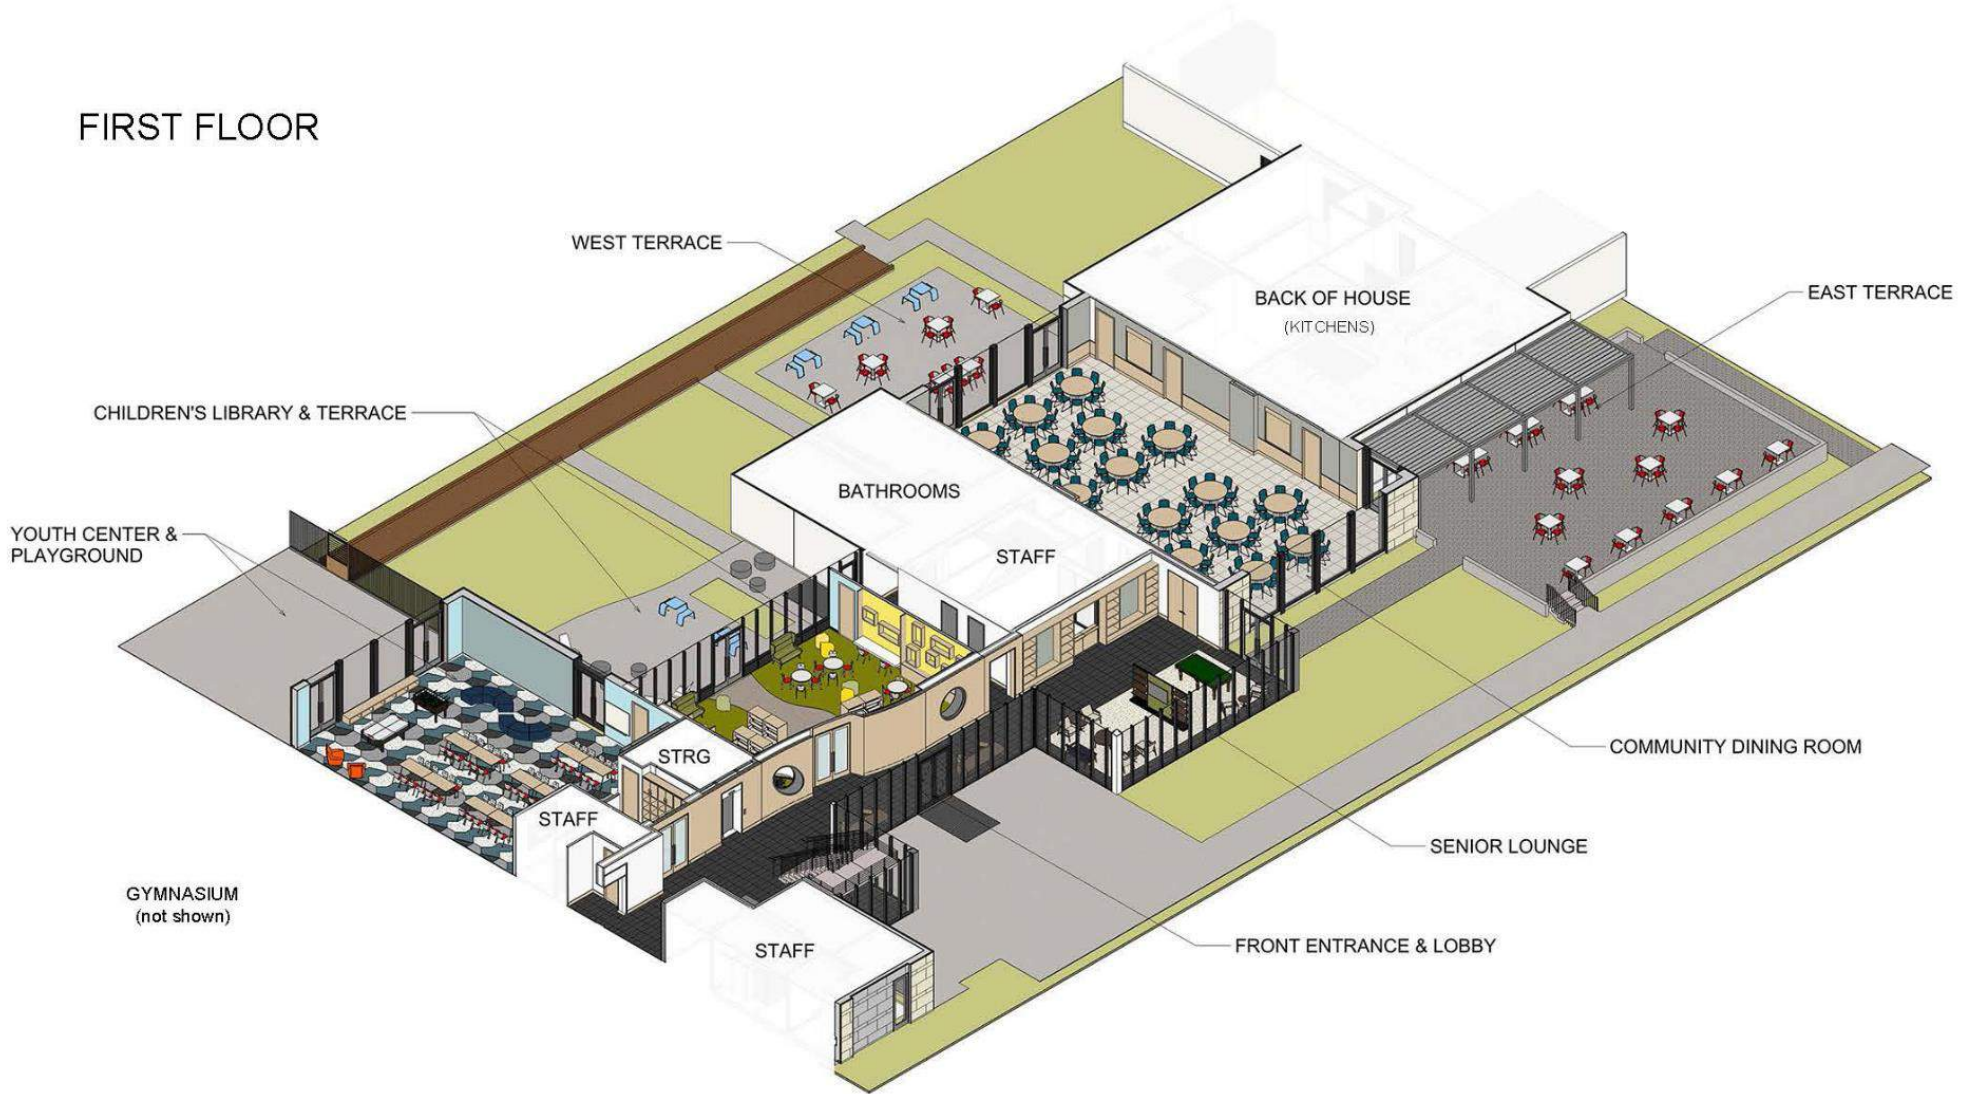 FIRST FLOOR
WEST TERRACE
BACK OF HOUSE
(KITCHENS)
EAST TERRACE
CHILDREN'S LIBRARY & TERRACE
BATHROOMS
STAFF
YOUTH CENTER &
PLAYGROUND
COMMUNITY DINING ROOM
STRG
STAFF
SENIOR LOUNGE
GYMNASIUM
(not shown)
STAFF
FRONT ENTRANCE & LOBBY